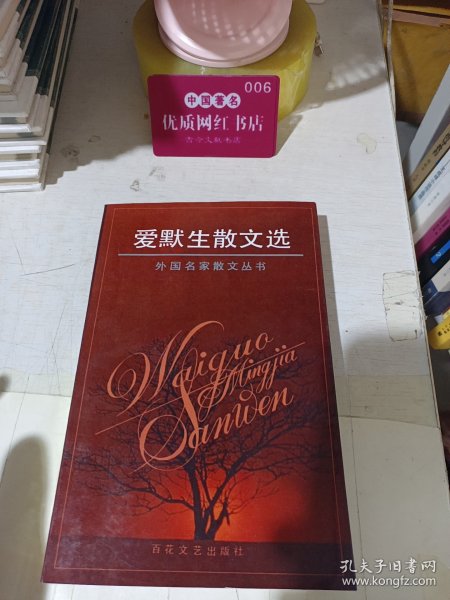 006
中国著名
优质网红书店
爱默生散文选
外国名家散文丛书
Waiguo
Mingjia
Sanwen
百花文艺出版社
孔夫子旧书网
www.kongfz.com